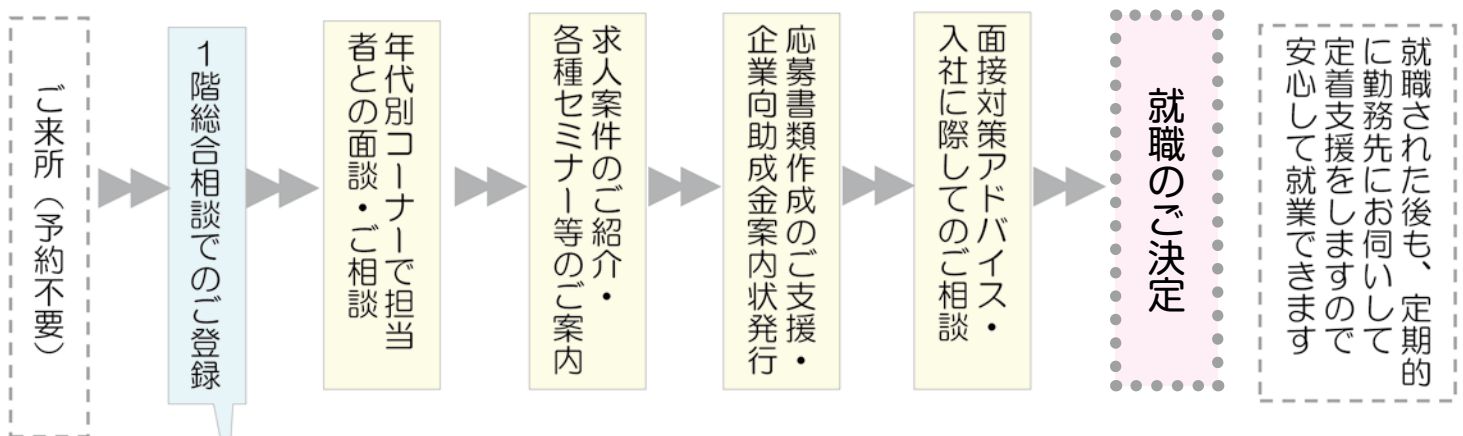 ご来所（予約不要）
１階総合相談でのご登録
年代別コーナーで担当
者との面談・ご相談
求人案件のご紹介・
各種セミナー等のご案内
応募書類作成のご支援・
企業向助成金案内状発行
面接対策アドバイス・
入社に際してのご相談
就職のご決定
就職された後も、定期的
に勤務先にお伺いして
定着支援をしますので
安心して就業できます